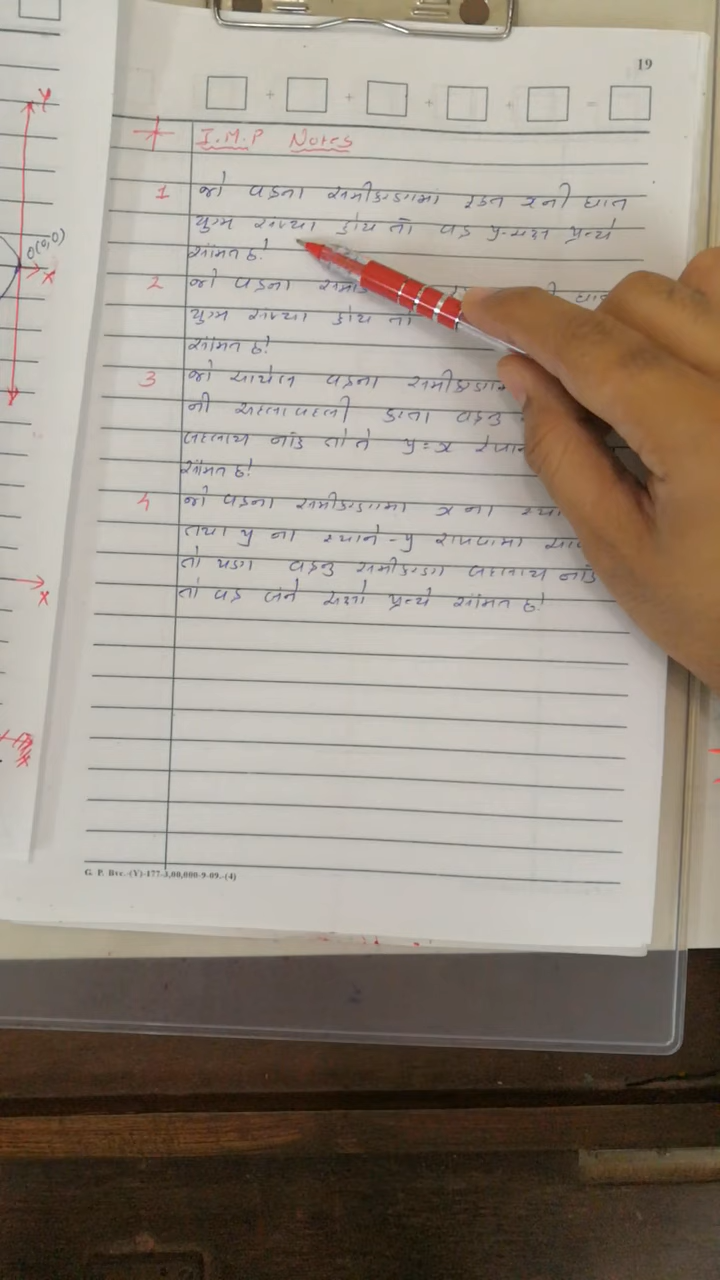 Y
O(0,0)
X
X
19
+ + + + =
I.M.P Notes
1 જો વક્રના સમીકરણમાં ફક્ત x ની ઘાત
યુગ્મ સંખ્યા હોય તો વક્ર y-અક્ષ પ્રત્યે
સંમિત છે!
2 જો વક્રના
યુગ્મ સંખ્યા હોય તો
સંમિત છે!
3 જો આપેલ વક્રના સમીકરણ
ની અદલાબદલી કરતા વક્રનુ
બદલાય નહિ તો તે y=x રેખા
સંમિત છે!
4 જો વક્રના સમીકરણમા x ના
તથા y ના સ્થાને -y રાખવામા
તો પણ વક્રનુ સમીકરણ બદલાય નહિ
તો વક્ર બંને અક્ષો પ્રત્યે સંમિત છે!
G. P. Bvc.-(Y)-177-3,00,000-9-09.-(4)